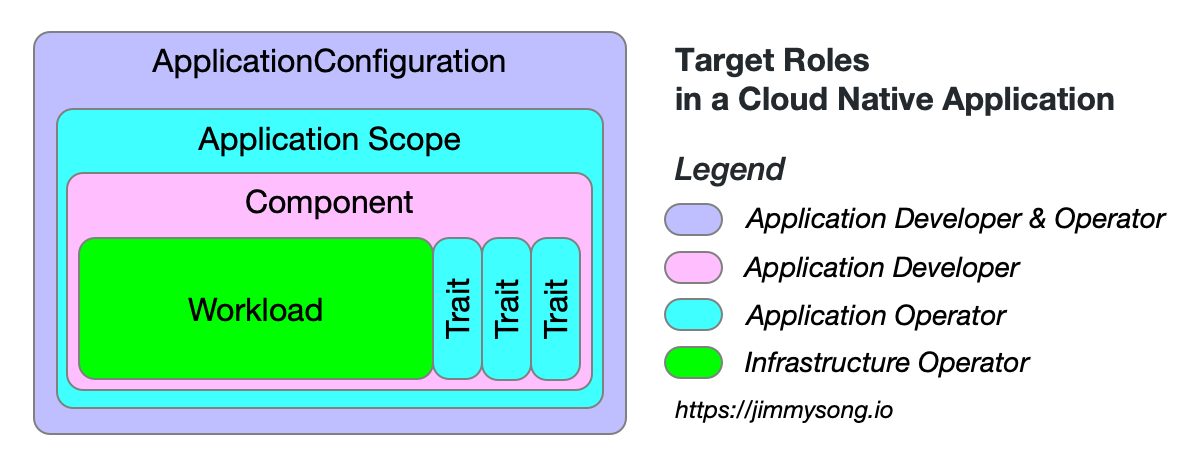 ApplicationConfiguration
Application Scope
Component
Workload
Trait
Trait
Trait
Target Roles
in a Cloud Native Application
Legend
Application Developer & Operator
Application Developer
Application Operator
Infrastructure Operator
https://jimmysong.io